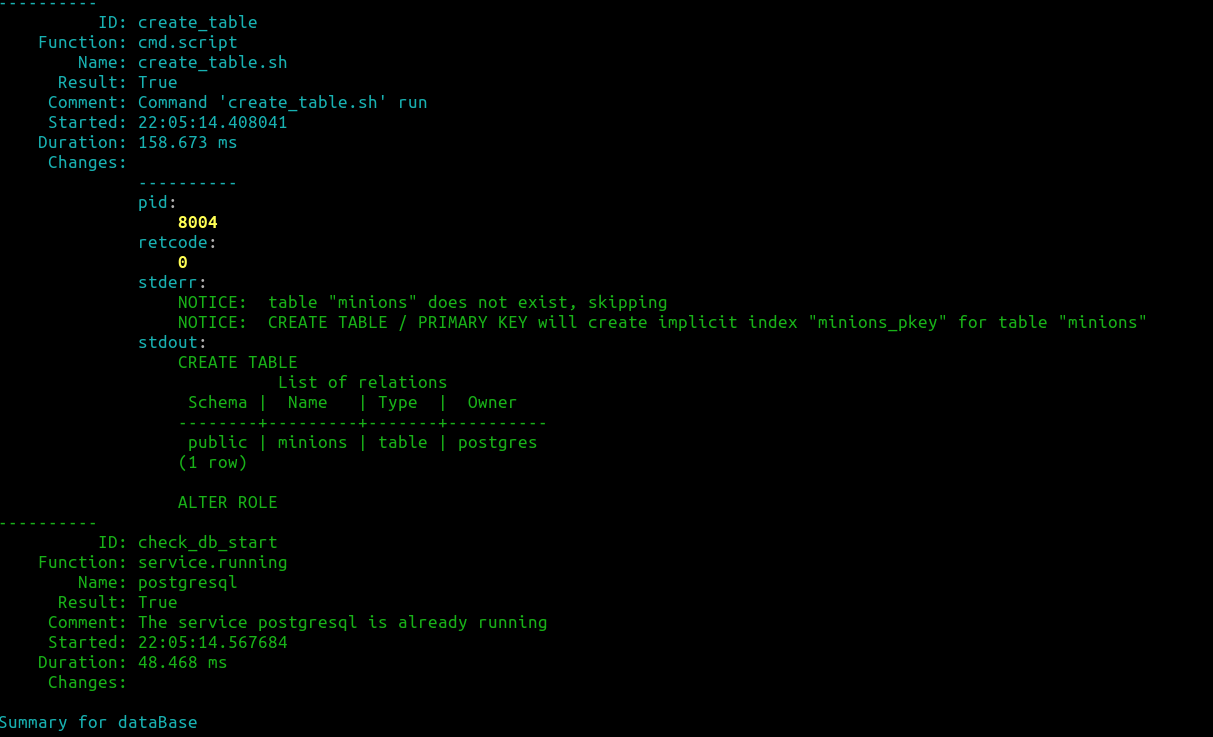 ----------
          ID: create_table
    Function: cmd.script
        Name: create_table.sh
      Result: True
     Comment: Command 'create_table.sh' run
     Started: 22:05:14.408041
    Duration: 158.673 ms
     Changes:
              ----------
              pid:
                  8004
              retcode:
                  0
              stderr:
                  NOTICE:  table "minions" does not exist, skipping
                  NOTICE:  CREATE TABLE / PRIMARY KEY will create implicit index "minions_pkey" for table "minions"
              stdout:
                  CREATE TABLE
                            List of relations
                   Schema |  Name   | Type  |  Owner
                  --------+---------+-------+----------
                   public | minions | table | postgres
                  (1 row)

                  ALTER ROLE
----------
          ID: check_db_start
    Function: service.running
        Name: postgresql
      Result: True
     Comment: The service postgresql is already running
     Started: 22:05:14.567684
    Duration: 48.468 ms
     Changes:

Summary for dataBase